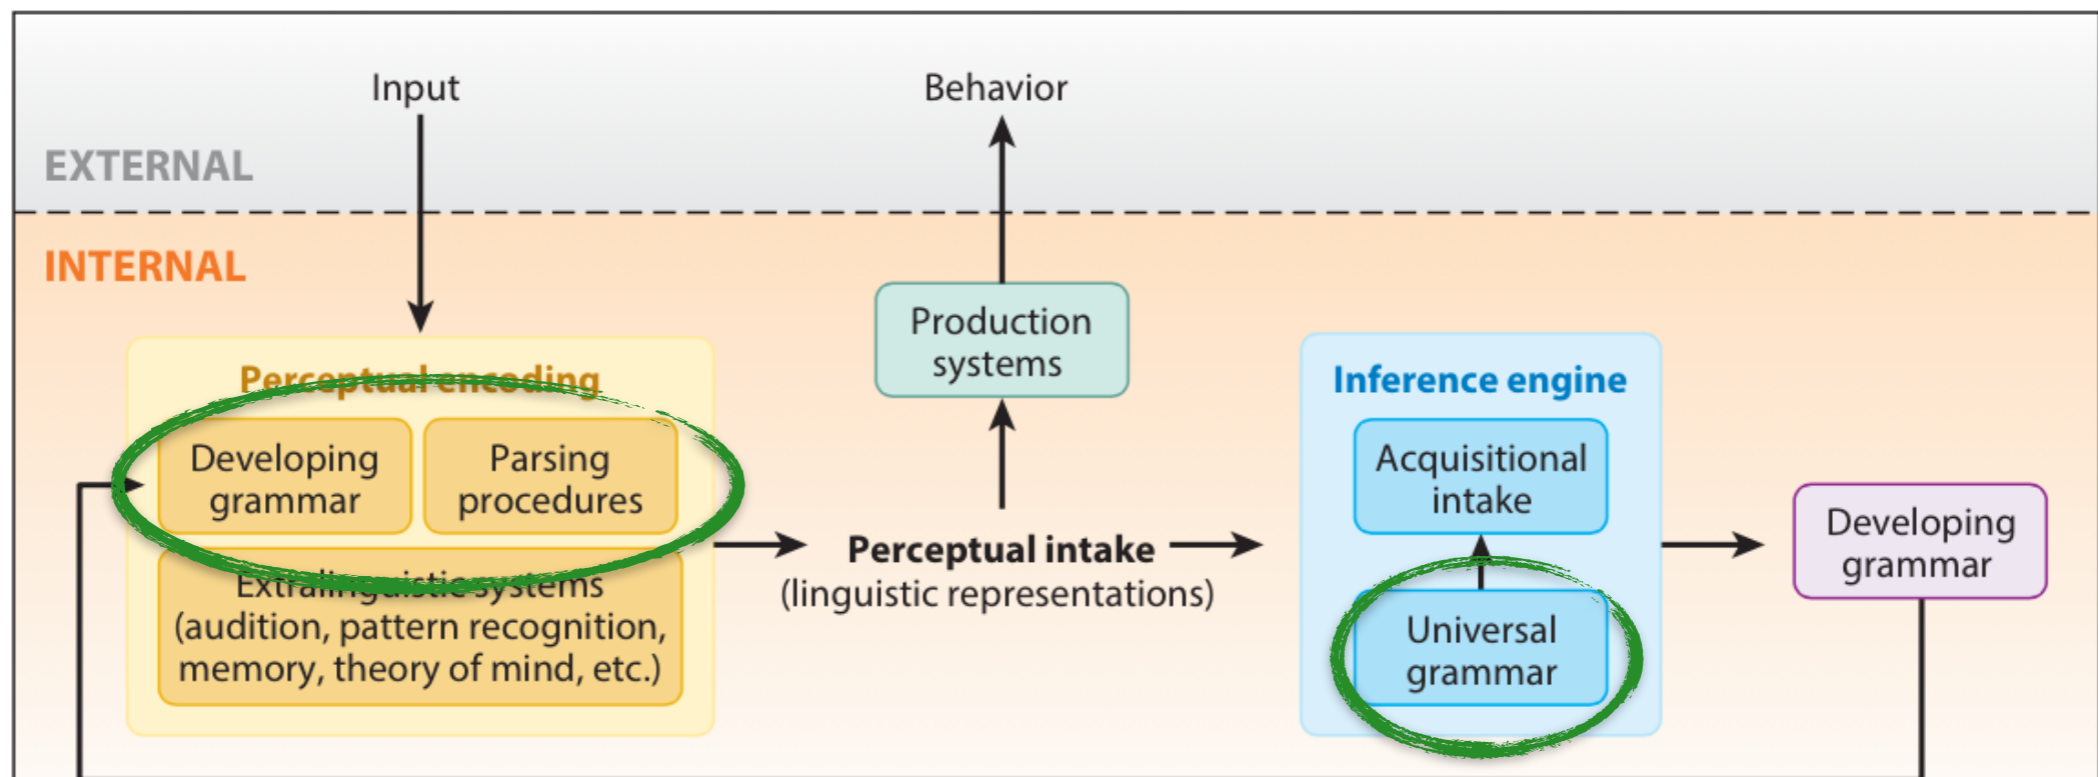 Input
Behavior
EXTERNAL
INTERNAL
Perceptual encoding
Developing
grammar
Parsing
procedures
Extralinguistic systems
(audition, pattern recognition,
memory, theory of mind, etc.)
Perceptual intake
(linguistic representations)
Production
systems
Inference engine
Acquisitional
intake
Universal
grammar
Developing
grammar